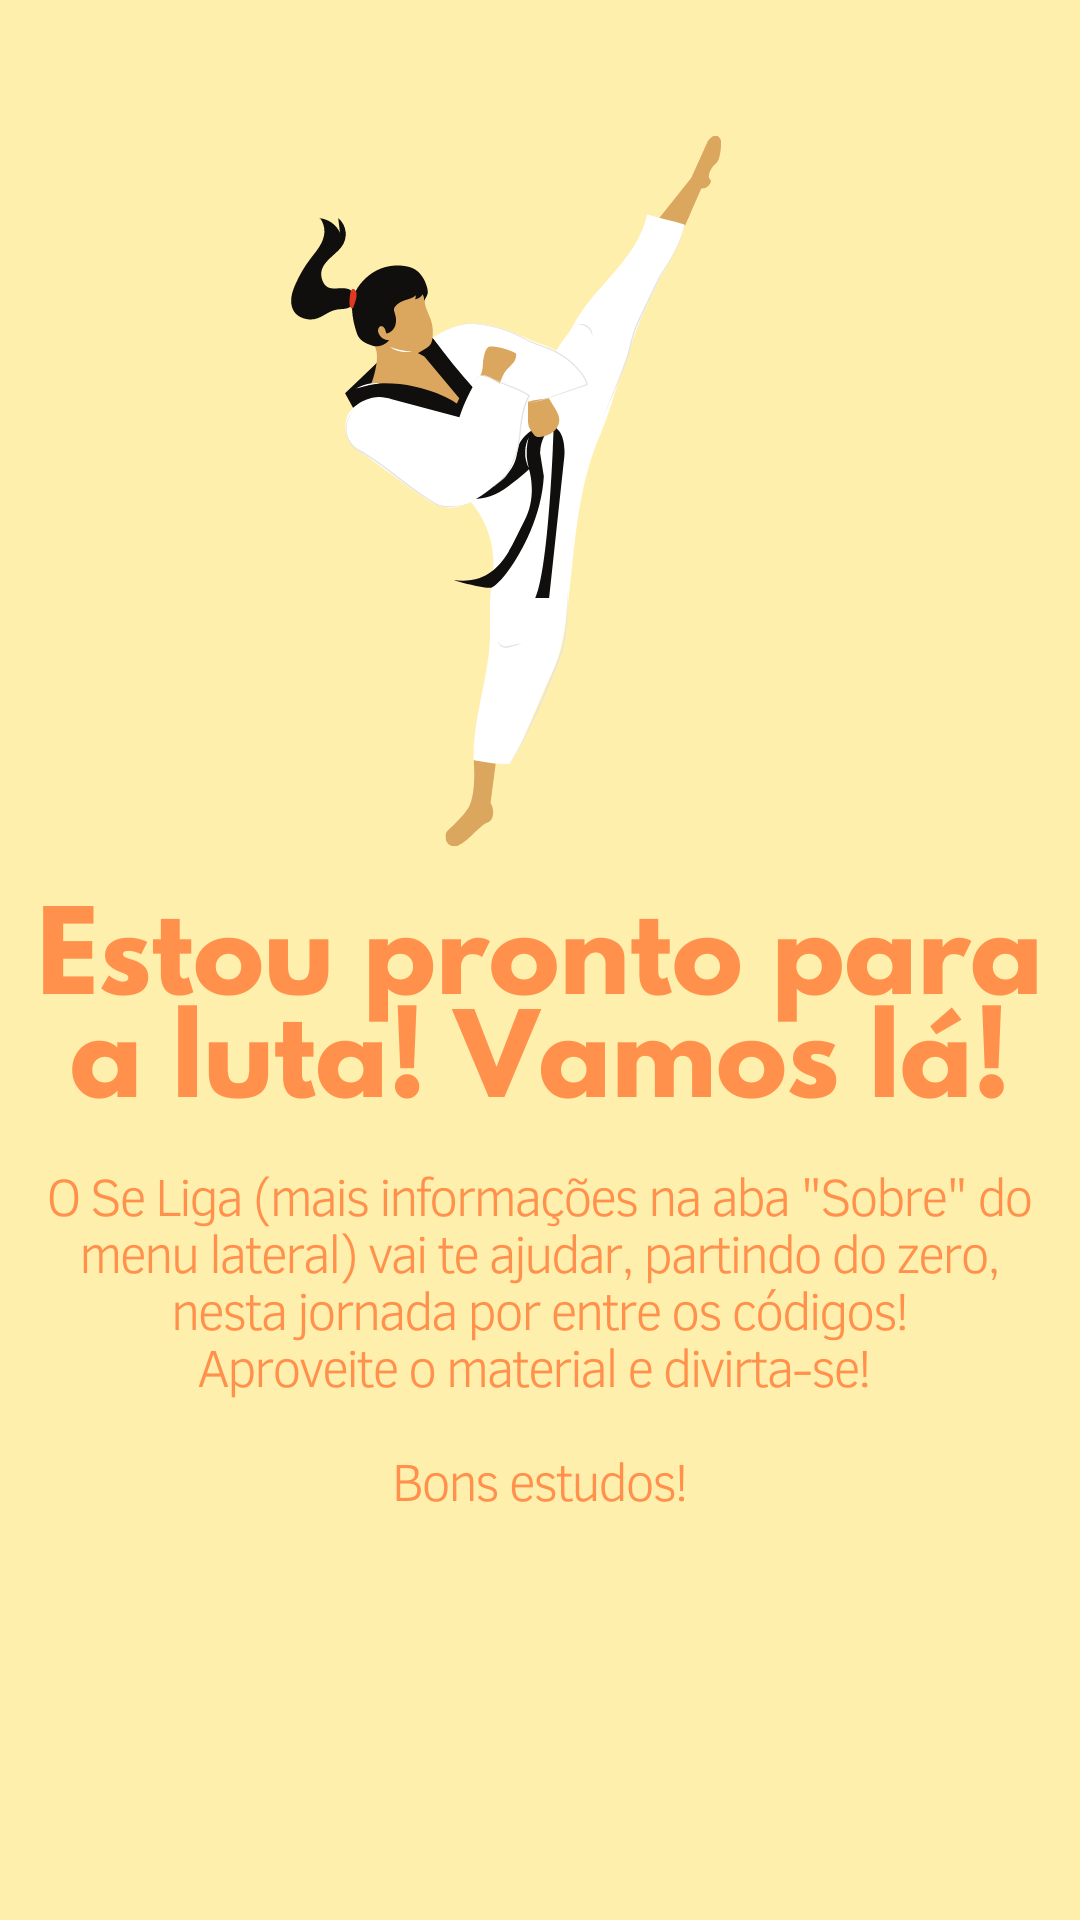 Estou pronto para
a luta! Vamos lá!
O Se Liga (mais informações na aba "Sobre" do
menu lateral) vai te ajudar, partindo do zero,
nesta jornada por entre os códigos!
Aproveite o material e divirta-se!
Bons estudos!